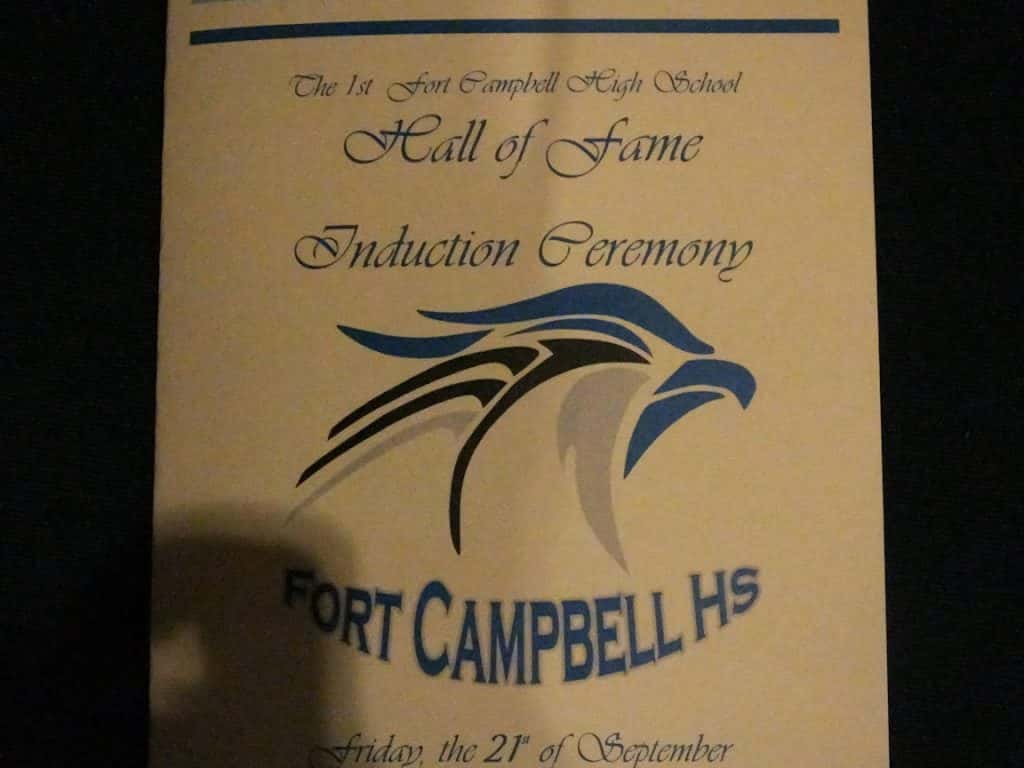 The 1st Fort Campbell High School
Hall of Fame
Induction Ceremony
FORT CAMPBELL HS
Friday, the 21st of September